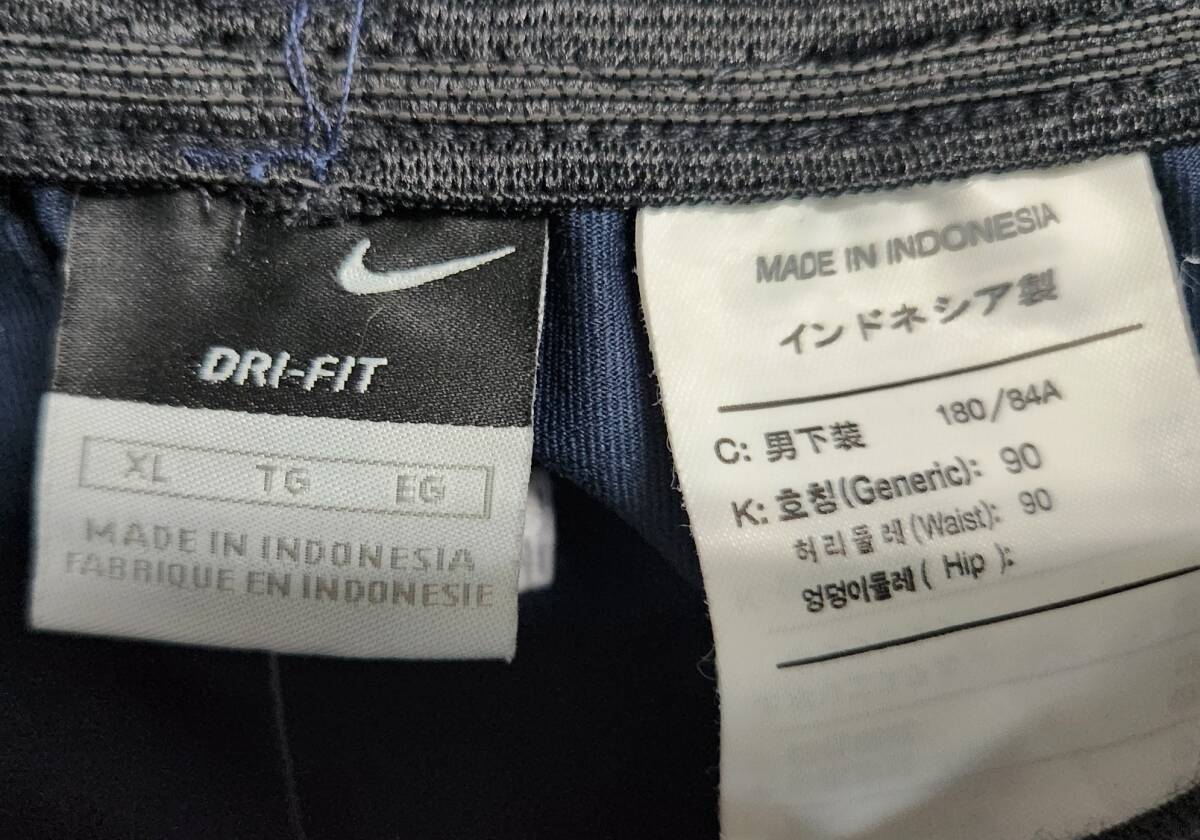 DRI-FIT
XL TG EG
MADE IN INDONESIA
FABRIQUE EN INDONESIE
MADE IN INDONESIA
インドネシア製
C: 男下装 180/84A
K: 호칭(Generic): 90
허리둘레(Waist): 90
엉덩이둘레( Hip ):